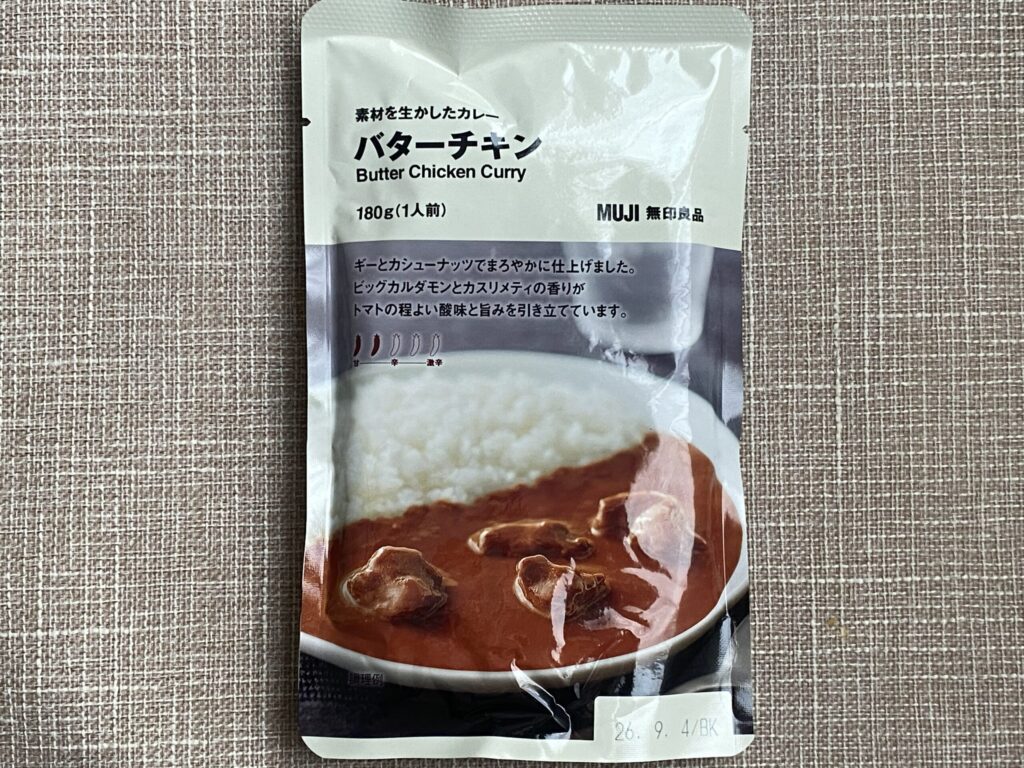 素材を生かしたカレー
バターチキン
Butter Chicken Curry
180g(1人前)
MUJI 無印良品
ギーとカシューナッツでまろやかに仕上げました。
ビッグカルダモンとカスリメティの香りが
トマトの程よい酸味と旨みを引き立てています。
甘 辛 激辛
調理例
26. 9. 4/BK